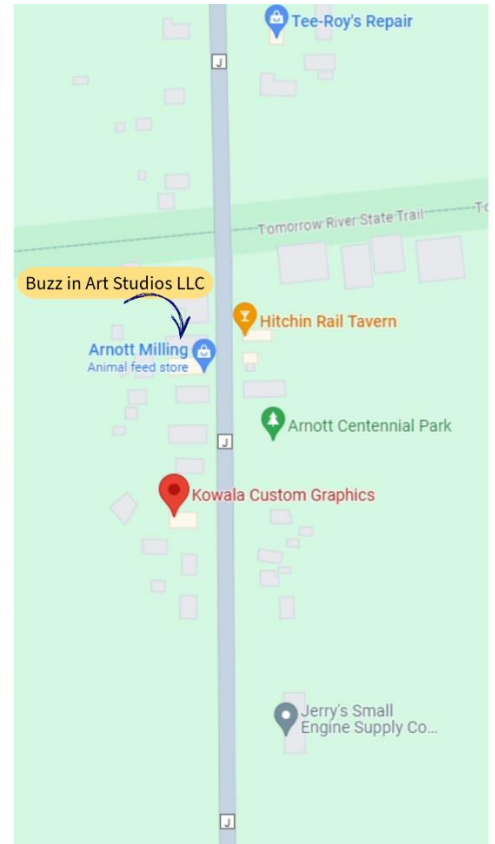 Tee-Roy's Repair
J
Tomorrow River State Trail
To
Buzz in Art Studios LLC
Hitchin Rail Tavern
Arnott Milling
Animal feed store
Arnott Centennial Park
J
Kowala Custom Graphics
Jerry's Small
Engine Supply Co...
J